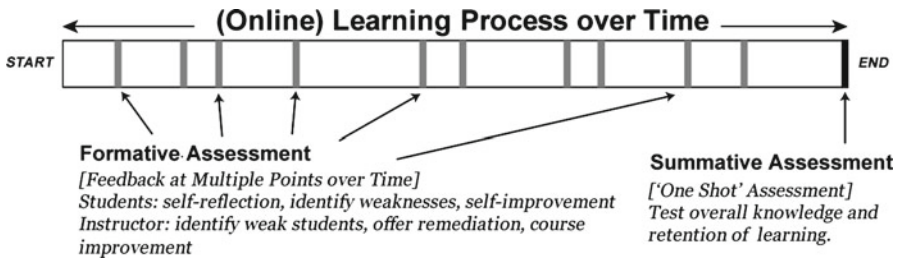 (Online) Learning Process over Time
START
END
Formative Assessment
[Feedback at Multiple Points over Time]
Students: self-reflection, identify weaknesses, self-improvement
Instructor: identify weak students, offer remediation, course
improvement
Summative Assessment
['One Shot' Assessment]
Test overall knowledge and
retention of learning.